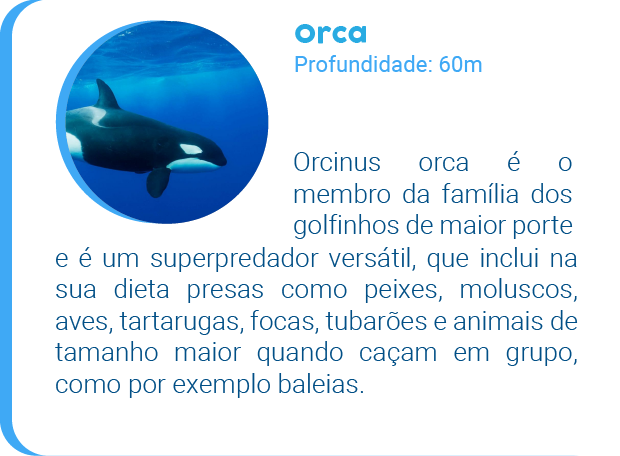 orca
Profundidade: 60m
Orcinus orca é o
membro da família dos
golfinhos de maior porte
e é um superpredador versátil, que inclui na
sua dieta presas como peixes, moluscos,
aves, tartarugas, focas, tubarões e animais de
tamanho maior quando caçam em grupo,
como por exemplo baleias.